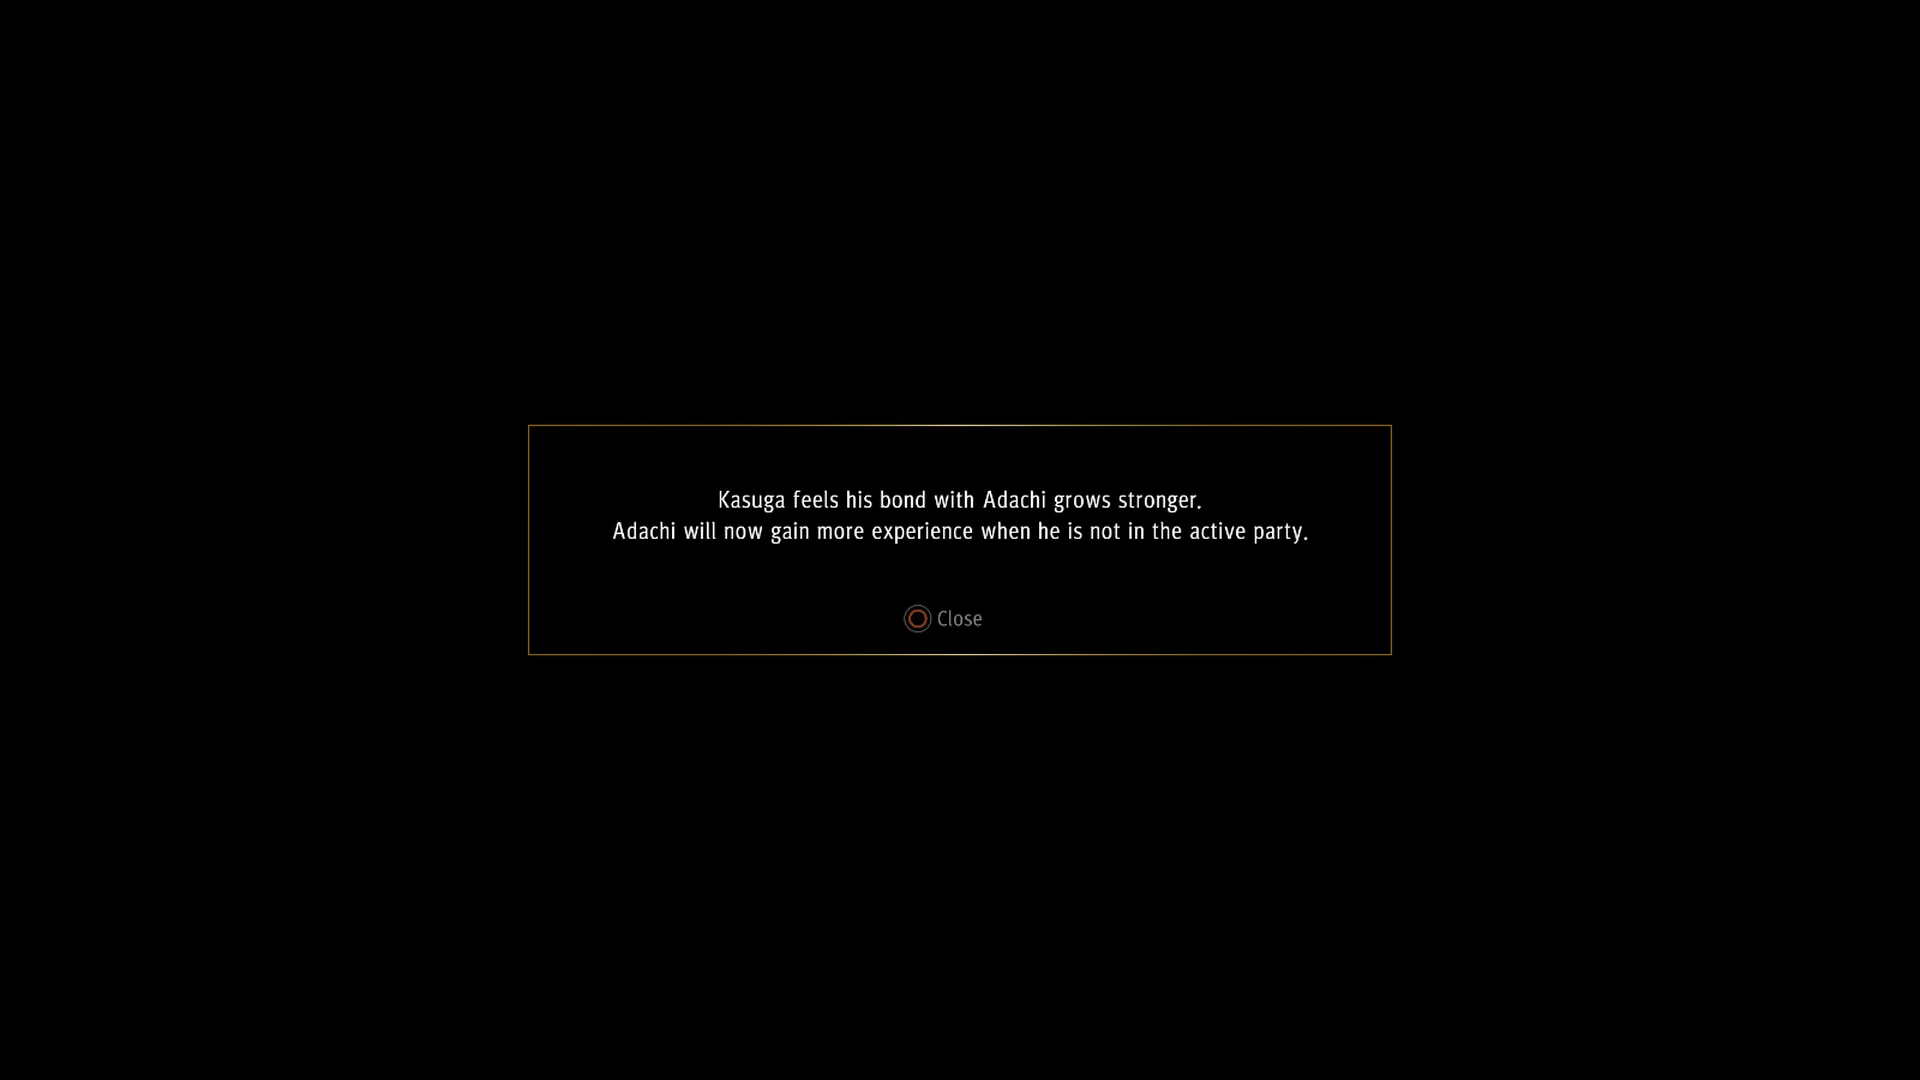 Kasuga feels his bond with Adachi grows stronger.
Adachi will now gain more experience when he is not in the active party.
Close